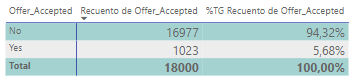 Offer_Accepted Recuento de Offer_Accepted %TG Recuento de Offer_Accepted
No 16977 94,32%
Yes 1023 5,68%
Total 18000 100,00%